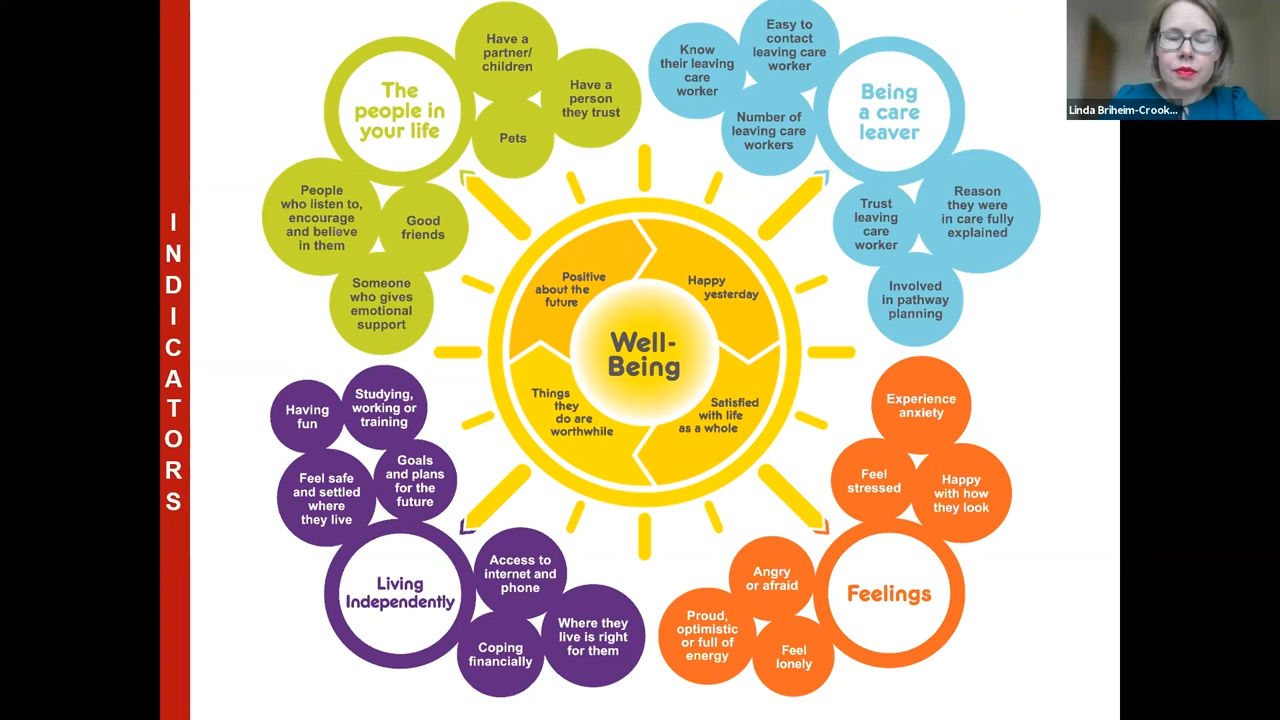 I
N
D
I
C
A
T
O
R
S
The
people in
your life
Have a
partner/
children
Have a
person
they trust
Pets
People
who listen to,
encourage
and believe
in them
Good
friends
Someone
who gives
emotional
support
Being
a care
leaver
Know
their leaving
care
worker
Easy to
contact
leaving care
worker
Number of
leaving care
workers
Trust
leaving
care
worker
Reason
they were
in care fully
explained
Involved
in pathway
planning
Well-
Being
Positive
about the
future
Happy
yesterday
Things
they
do are
worthwhile
Satisfied
with life
as a whole
Living
Independently
Having
fun
Studying,
working or
training
Feel safe
and settled
where
they live
Goals
and plans
for the
future
Access to
internet and
phone
Coping
financially
Where they
live is right
for them
Feelings
Experience
anxiety
Feel
stressed
Happy
with how
they look
Angry
or afraid
Proud,
optimistic
or full of
energy
Feel
lonely
Linda Briheim-Crook...